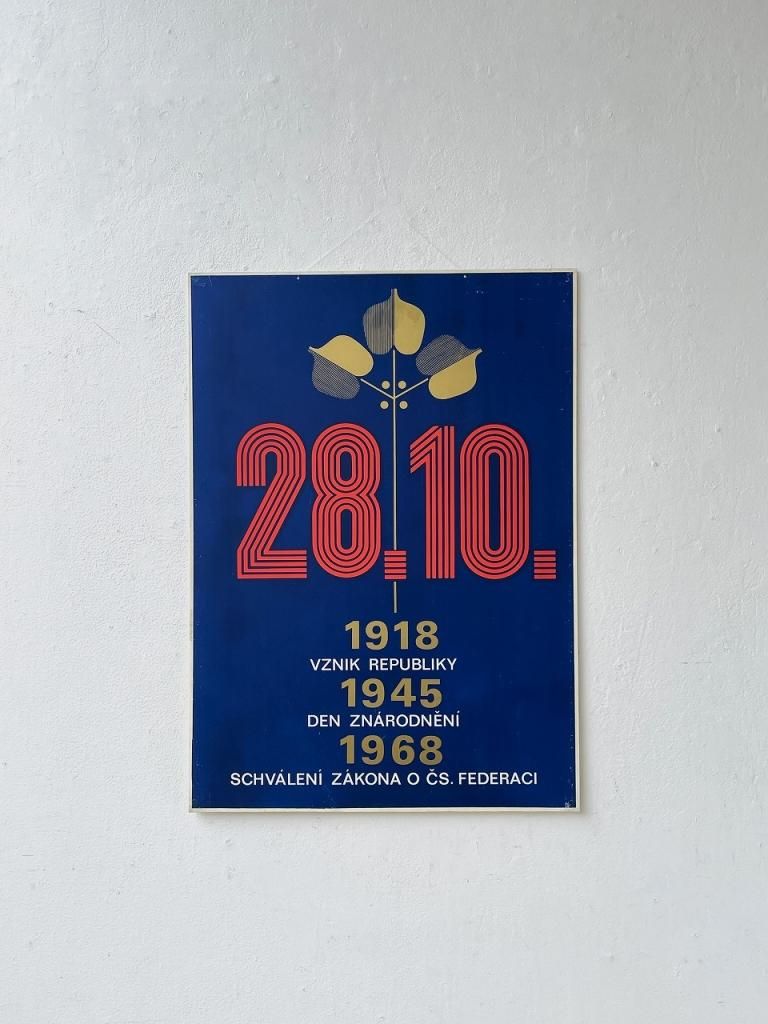 28.10.
1918
VZNIK REPUBLIKY
1945
DEN ZNÁRODNĚNÍ
1968
SCHVÁLENÍ ZÁKONA O ČS. FEDERACI